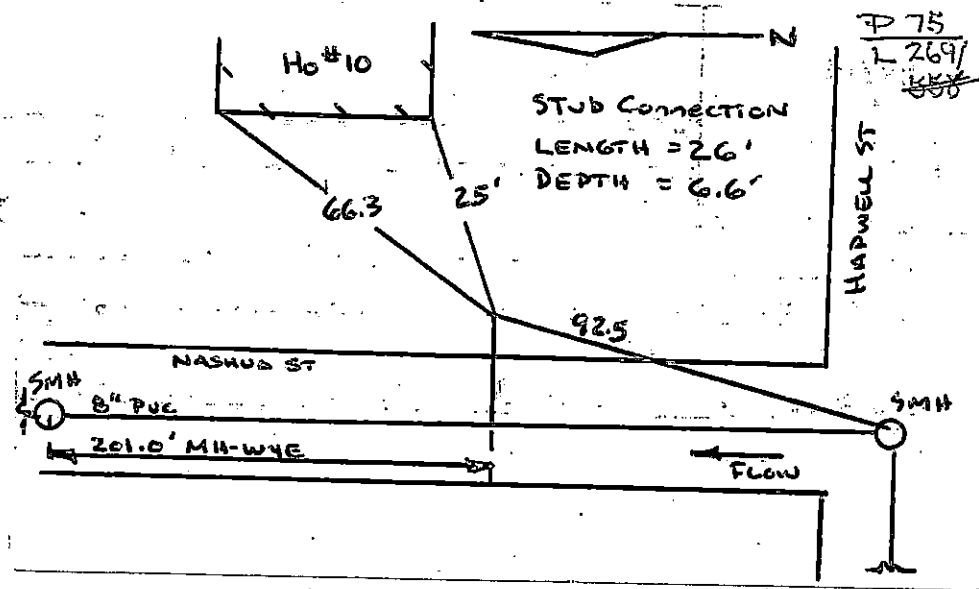 P 75
L 269/
Ho #10
N
STUB CONNECTION
LENGTH = 26'
DEPTH = 6.6'
HAPWELL ST
66.3
25'
92.5
NASHUA ST
SMH
SMH
8" PVC
201.0' MH-WYE
FLOW